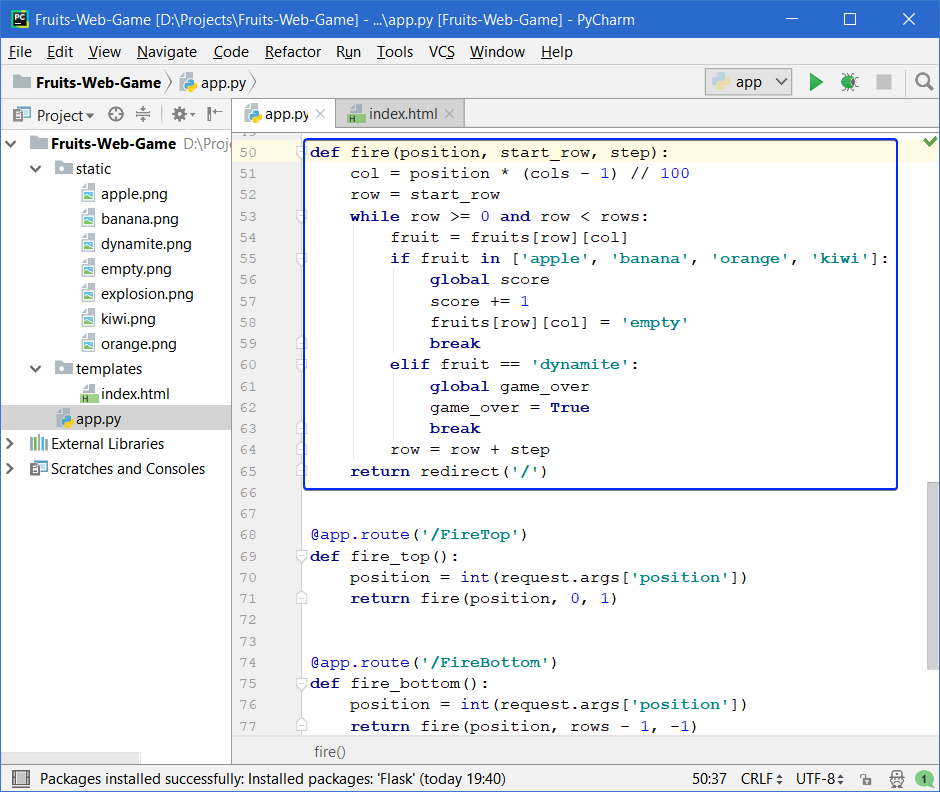 PC Fruits-Web-Game [D:\Projects\Fruits-Web-Game] - ...\app.py [Fruits-Web-Game] - PyCharm
File Edit View Navigate Code Refactor Run Tools VCS Window Help
Fruits-Web-Game app.py app
Project app.py index.html
Fruits-Web-Game D:\Proj
static
apple.png
banana.png
dynamite.png
empty.png
explosion.png
kiwi.png
orange.png
templates
H index.html
app.py
External Libraries
Scratches and Consoles
50 def fire(position, start_row, step):
51     col = position * (cols - 1) // 100
52     row = start_row
53     while row >= 0 and row < rows:
54         fruit = fruits[row][col]
55         if fruit in ['apple', 'banana', 'orange', 'kiwi']:
56             global score
57             score += 1
58             fruits[row][col] = 'empty'
59             break
60         elif fruit == 'dynamite':
61             global game_over
62             game_over = True
63             break
64         row = row + step
65     return redirect('/')
66
67
68 @app.route('/FireTop')
69 def fire_top():
70     position = int(request.args['position'])
71     return fire(position, 0, 1)
72
73
74 @app.route('/FireBottom')
75 def fire_bottom():
76     position = int(request.args['position'])
77     return fire(position, rows - 1, -1)
fire()
Packages installed successfully: Installed packages: 'Flask' (today 19:40) 50:37 CRLF UTF-8 1